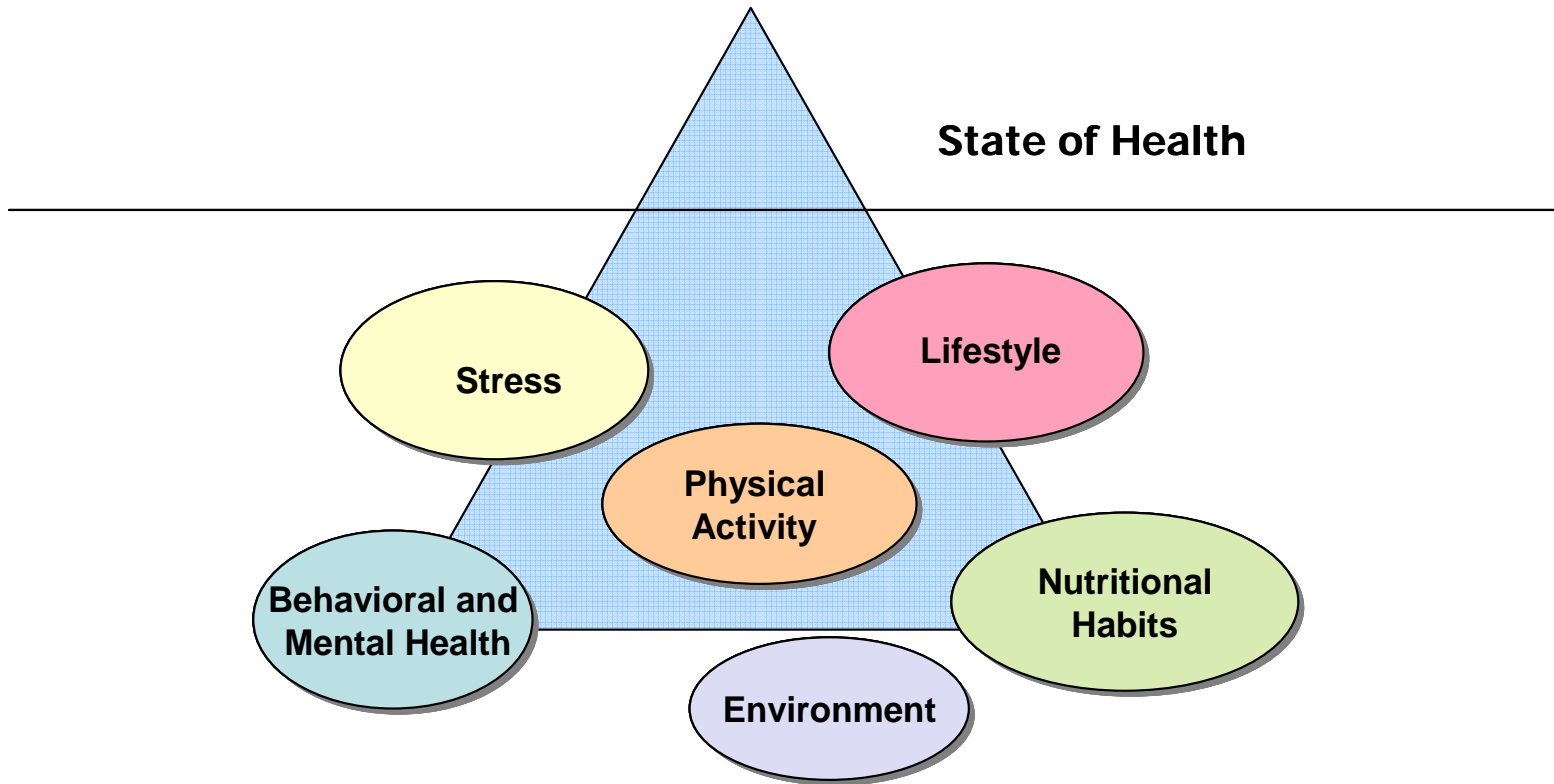 State of Health
Lifestyle
Stress
Physical
Activity
Behavioral and
Mental Health
Nutritional
Habits
Environment